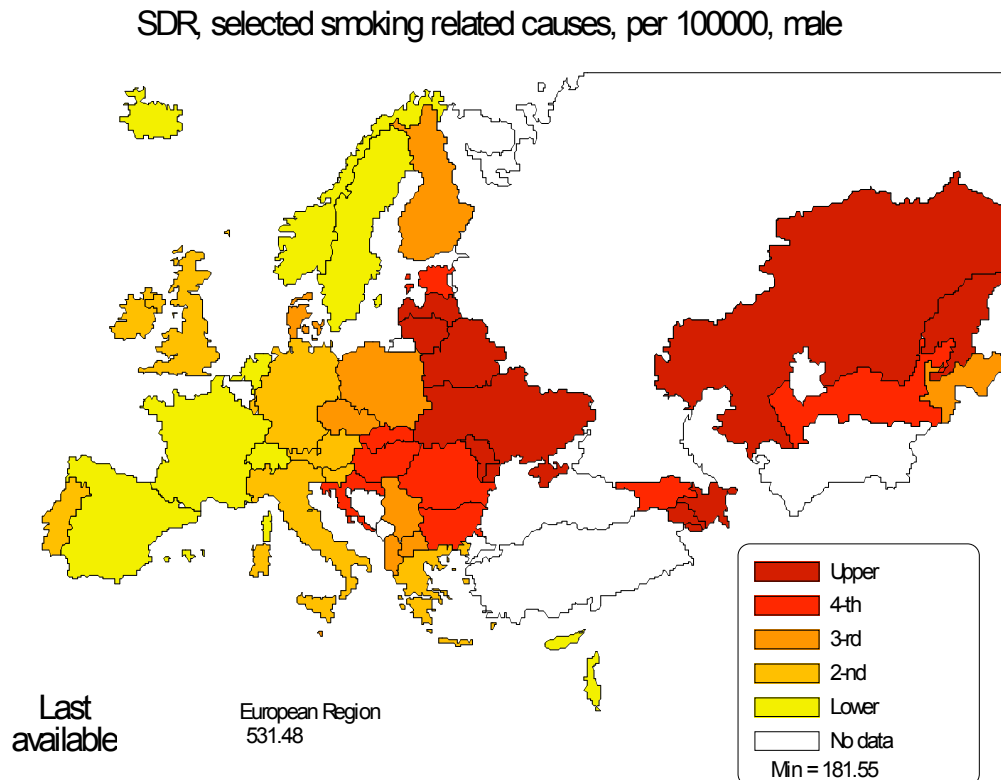 SDR, selected smoking related causes, per 100000, male
Upper
4-th
3-rd
2-nd
Lower
No data
Min = 181.55
Last
available
European Region
531.48